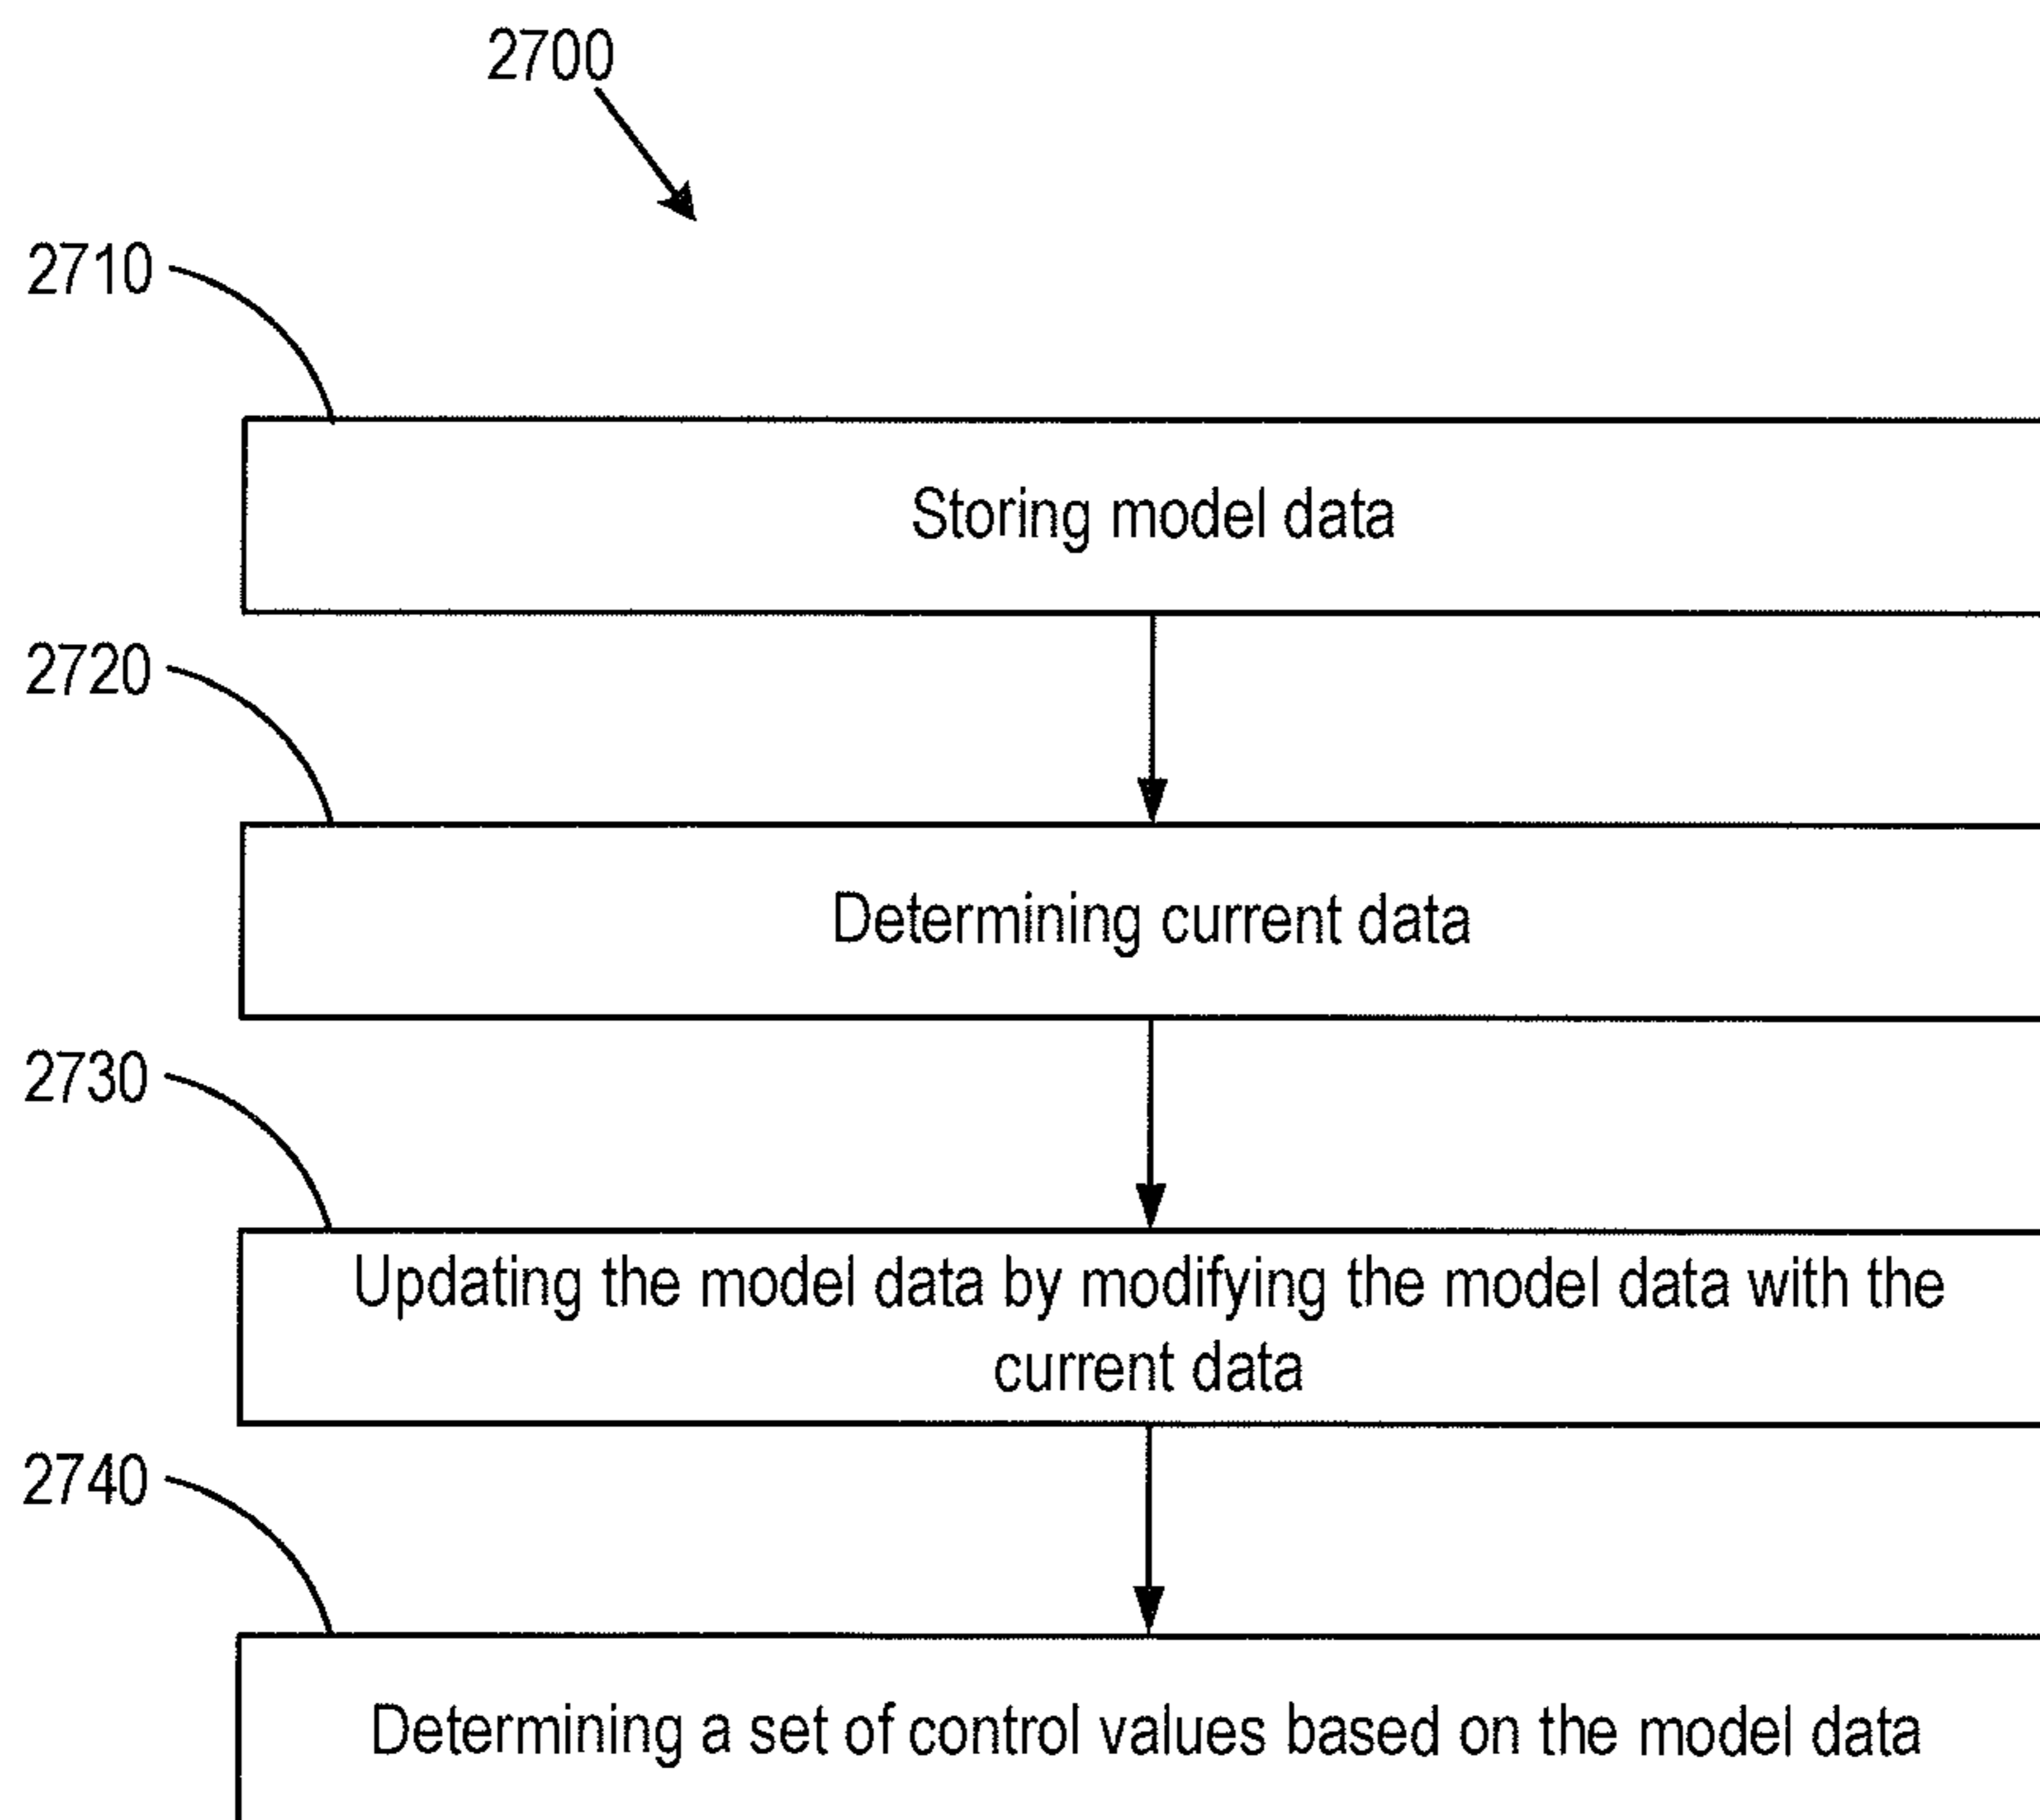 2700
2710
Storing model data
2720
Determining current data
2730
Updating the model data by modifying the model data with the
current data
2740
Determining a set of control values based on the model data